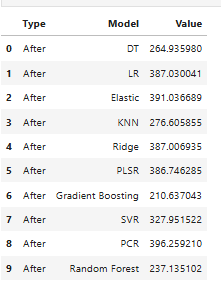 Type Model Value
0 After DT 264.935980
1 After LR 387.030041
2 After Elastic 391.036689
3 After KNN 276.605855
4 After Ridge 387.006935
5 After PLSR 386.746285
6 After Gradient Boosting 210.637043
7 After SVR 327.951522
8 After PCR 396.259210
9 After Random Forest 237.135102